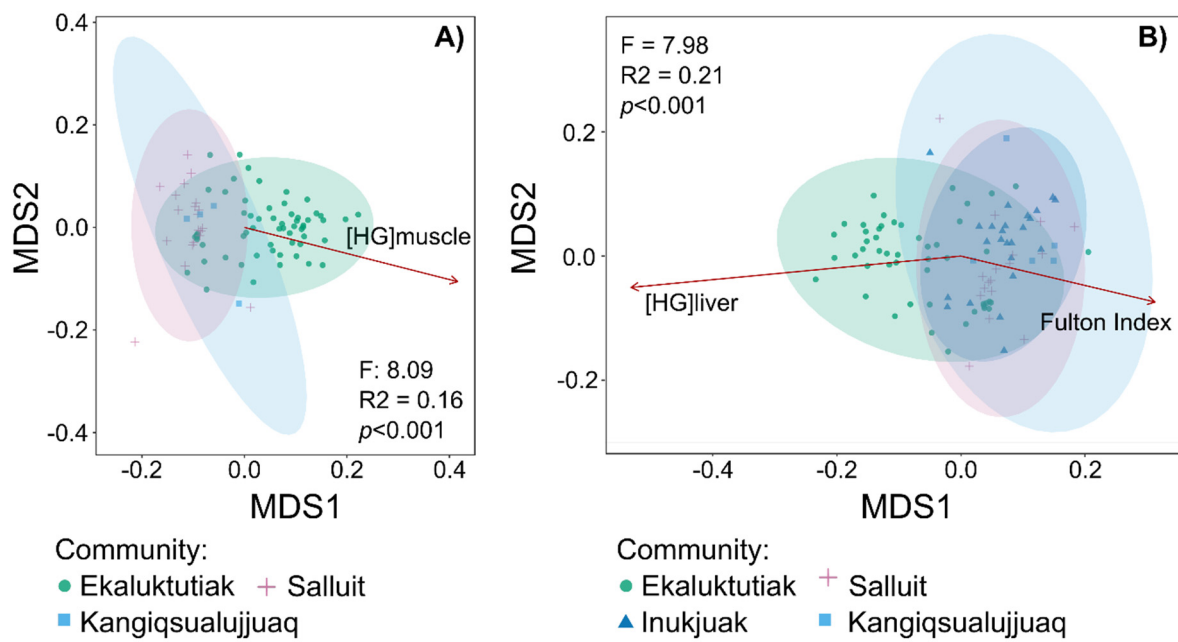 A)
0.4
0.2
0.0
-0.2
-0.4
MDS2
[HG]muscle
F: 8.09
R2 = 0.16
p<0.001
-0.2 0.0 0.2 0.4
MDS1
Community:
Ekaluktutiak Salluit
Kangiqsualujjuaq
B)
F = 7.98
R2 = 0.21
p<0.001
0.2
0.0
-0.2
MDS2
[HG]liver
Fulton Index
-0.4 -0.2 0.0 0.2
MDS1
Community:
Ekaluktutiak Salluit
Inukjuak Kangiqsualujjuaq